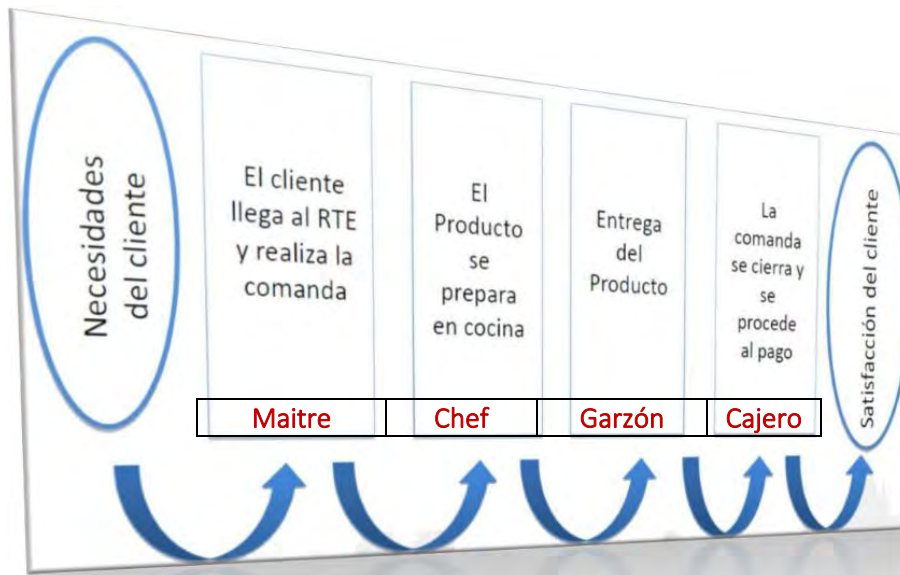 Necesidades
del cliente
El cliente
llega al RTE
y realiza la
comanda
El
Producto
se
prepara
en cocina
Entrega
del
Producto
La
comanda
se cierra y
se
procede
al pago
Satisfacción del cliente
Maitre
Chef
Garzón
Cajero